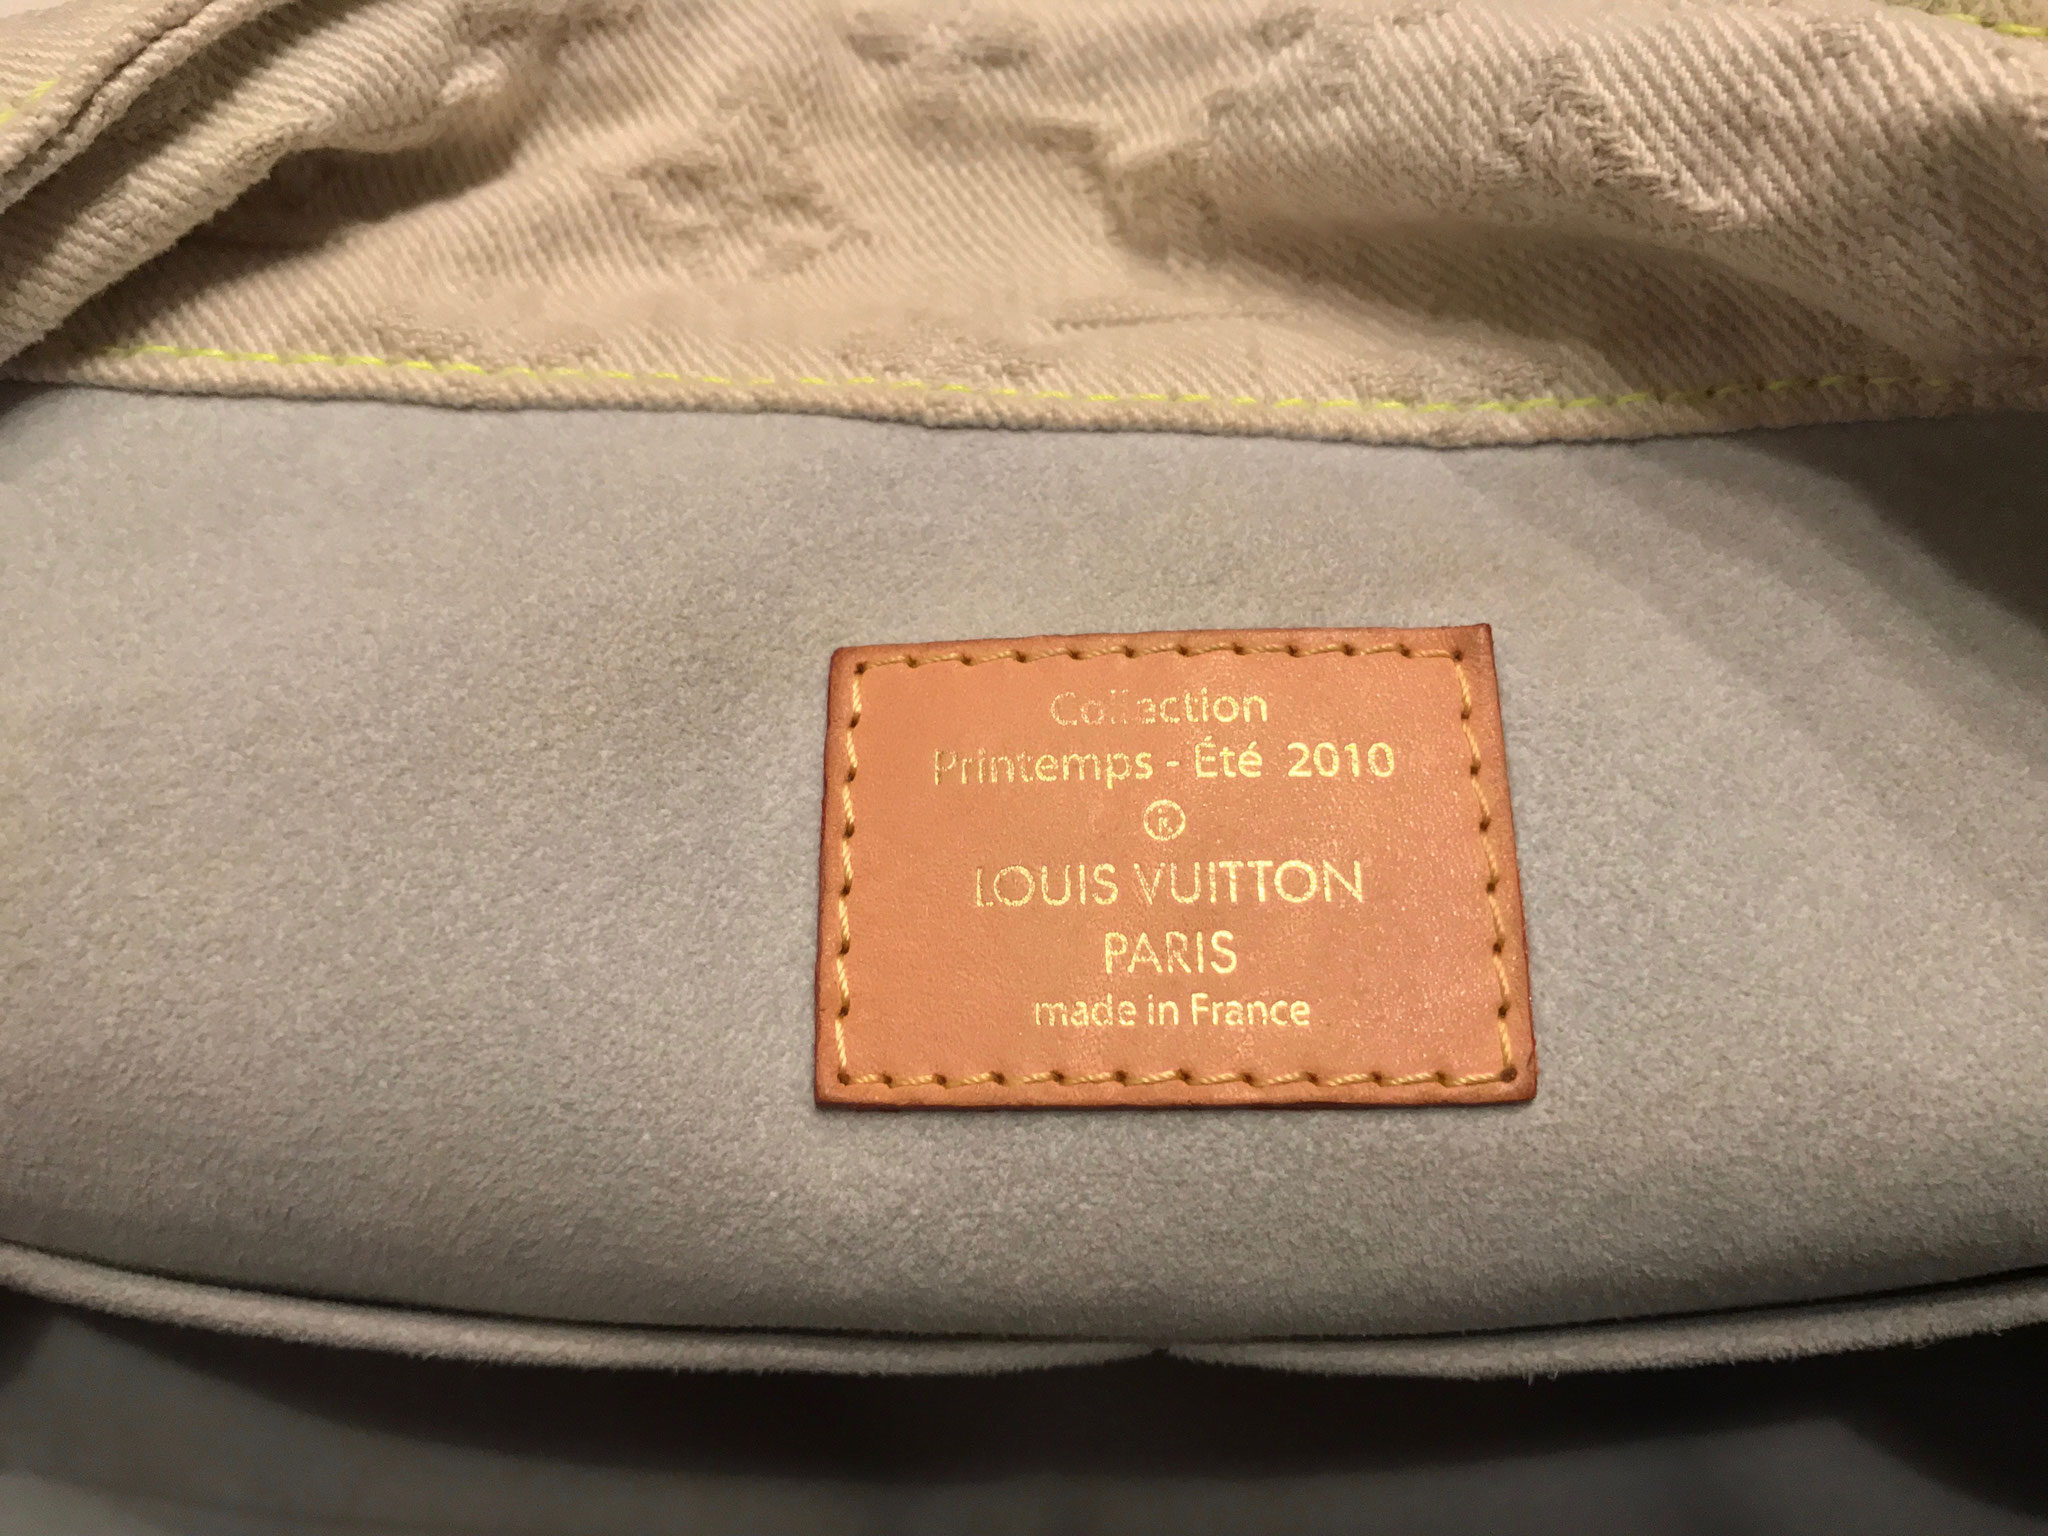 Collection
Printemps - Été 2010
®
LOUIS VUITTON
PARIS
made in France